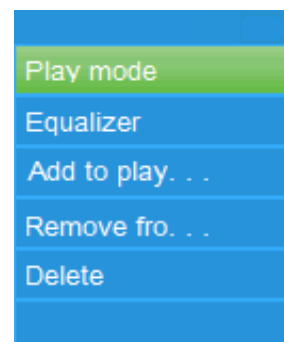 Play mode
Equalizer
Add to play. . .
Remove fro. . .
Delete